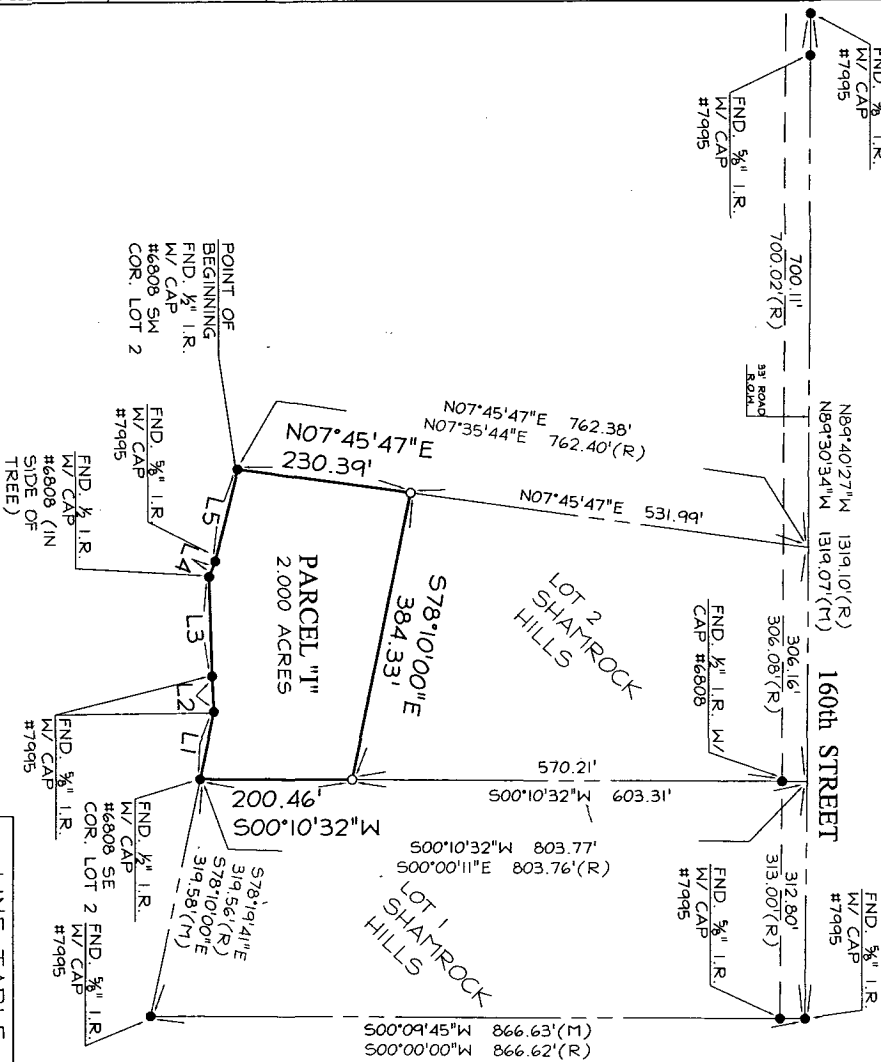 FND. ⅝" I.R.
W/ CAP
#7995
FND. ⅝" I.R.
W/ CAP
#7995
700.11'
700.02'(R)
33' ROAD
R.O.W.
N89°40'27"W 1319.10'(R)
N89°30'34"W 1319.07'(M)
160th STREET
306.16'
306.08'(R)
312.80'
313.00'(R)
FND. ⅝" I.R.
W/ CAP
#7995
FND. ½" I.R. W/
CAP #6808
FND. ⅝" I.R.
W/ CAP
#7995
POINT OF
BEGINNING
FND. ½" I.R.
W/ CAP
#6808 SW
COR. LOT 2
N07°45'47"E 762.38'
N07°35'44"E 762.40'(R)
N07°45'47"E
230.39'
N07°45'47"E 531.99'
LOT 2
SHAMROCK
HILLS
S78°10'00"E
384.33'
PARCEL "I"
2.000 ACRES
570.21'
S00°10'32"W 603.31'
200.46'
S00°10'32"W
S00°10'32"W 803.77'
S00°00'11"E 803.76'(R)
LOT 1
SHAMROCK
HILLS
L5
L4
L3
L2
L1
FND. ⅝" I.R
W/ CAP
#7995
FND. ½ I.R.
W/ CAP
#6808 (IN
SIDE OF
TREE)
FND. ⅝" I.R.
W/ CAP
#7995
FND. ½" I.R.
W/ CAP
#6808 SE
COR. LOT 2
S78°19'41"E
319.56'(R)
S78°10'00"E
319.58'(M)
FND. ⅝" I.R.
W/ CAP
#7995
S00°09'45"W 866.63'(M)
S00°00'00"W 866.62'(R)
LINE TABLE